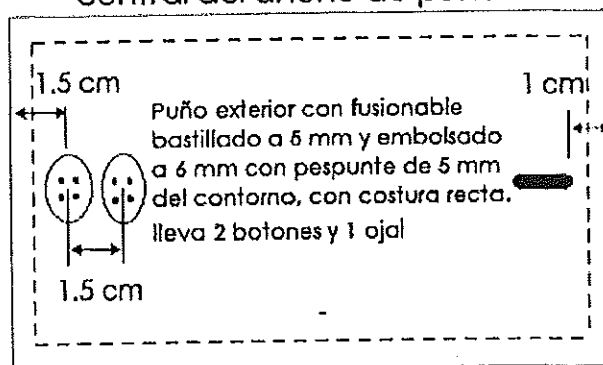 1.5 cm
1 cm
Puño exterior con fusionable
bastillado a 5 mm y embolsado
a 6 mm con pespunte de 5 mm
del contorno, con costura recta.
lleva 2 botones y 1 ojal
1.5 cm